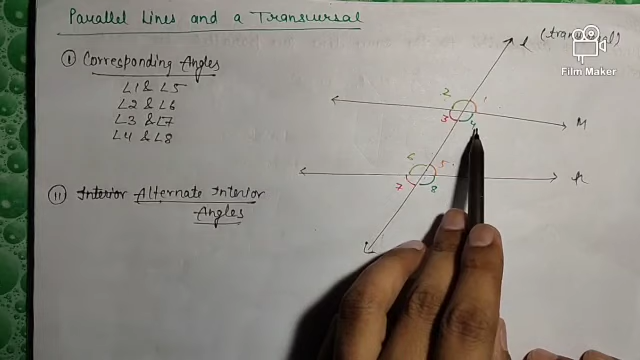 Parallel Lines and a Transversal
l
Film Maker
(i) Corresponding Angles
∠1 & ∠5
∠2 & ∠6
∠3 & ∠7
∠4 & ∠8
2 1
3 4
M
6 5
7 8
(ii) Interior Alternate Interior
Angles